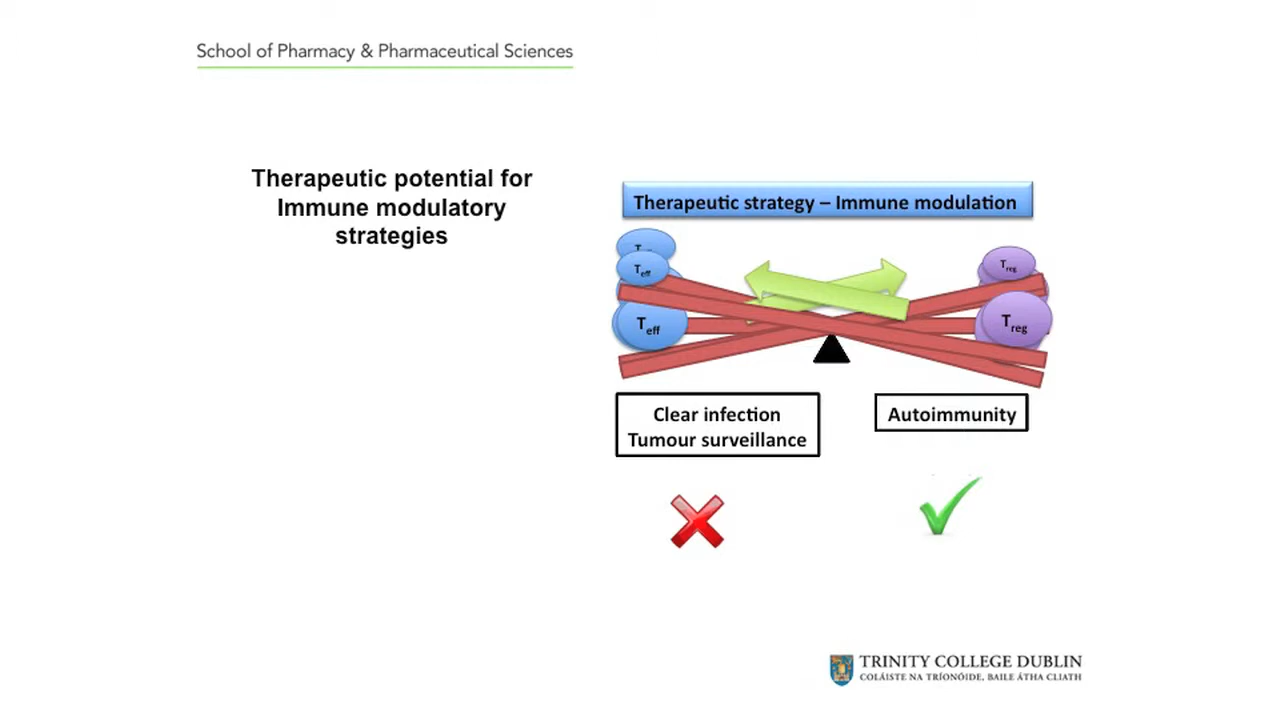 School of Pharmacy & Pharmaceutical Sciences
Therapeutic potential for
Immune modulatory
strategies
Therapeutic strategy – Immune modulation
Teff
Treg
Teff
Treg
Clear infection
Tumour surveillance
Autoimmunity
TRINITY COLLEGE DUBLIN
COLÁISTE NA TRÍONÓIDE, BAILE ÁTHA CLIATH